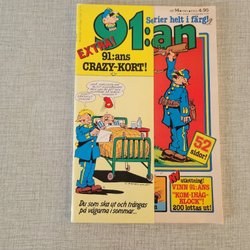 Serier helt i färg!
91:an
EXTRA!
91:ans
CRAZY-KORT!
52
sidor!
Du som ska ut och trängas
på vägarna i sommar...
utlottning!
VINN 91:ANS
"KOM-IHÅG-
BLOCK"!
200 lottas ut!